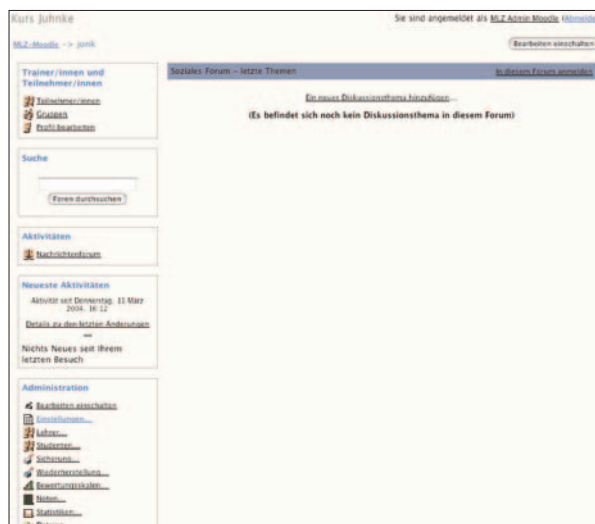 Kurs Juhnke
Sie sind angemeldet als MLZ Admin Moodle (Abmelde
MLZ-Moodle -> junk
Bearbeiten einschalten
Trainer/innen und
Teilnehmer/innen
Teilnehmer/innen
Gruppen
Profil bearbeiten
Suche
Foren durchsuchen
Aktivitäten
Nachrichtenforum
Neueste Aktivitäten
Aktivität seit Donnerstag, 11 März
2004, 16:12
Details zu den letzten Änderungen
Nichts Neues seit Ihrem
letzten Besuch
Administration
Bearbeiten einschalten
Einstellungen...
Lehrer...
Studenten...
Sicherung...
Wiederherstellung...
Bewertungsskalen...
Noten...
Statistiken...
Soziales Forum - letzte Themen
In diesem Forum anmelden
Ein neues Diskussionsthema hinzufügen...
(Es befindet sich noch kein Diskussionsthema in diesem Forum)